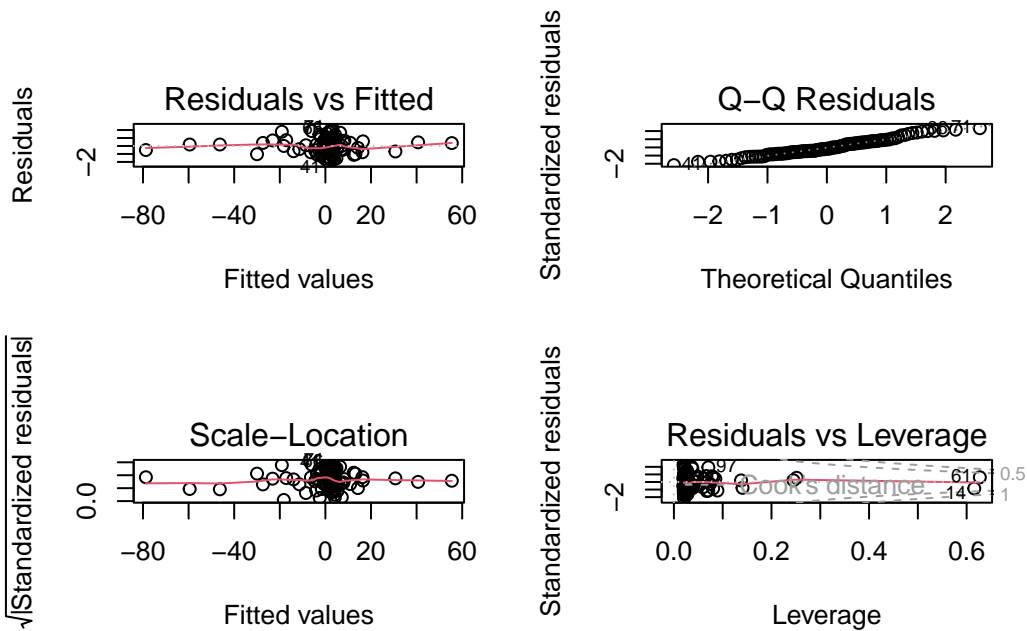 Residuals vs Fitted
Residuals
−2
41
−80
−40
0
20
60
Fitted values
Q−Q Residuals
Standardized residuals
−2
41
71
−2
−1
0
1
2
Theoretical Quantiles
Scale−Location
√|Standardized residuals|
0.0
−80
−40
0
20
60
Fitted values
Residuals vs Leverage
Standardized residuals
−2
97
Cook's distance
61
14
0.5
1
0.0
0.2
0.4
0.6
Leverage